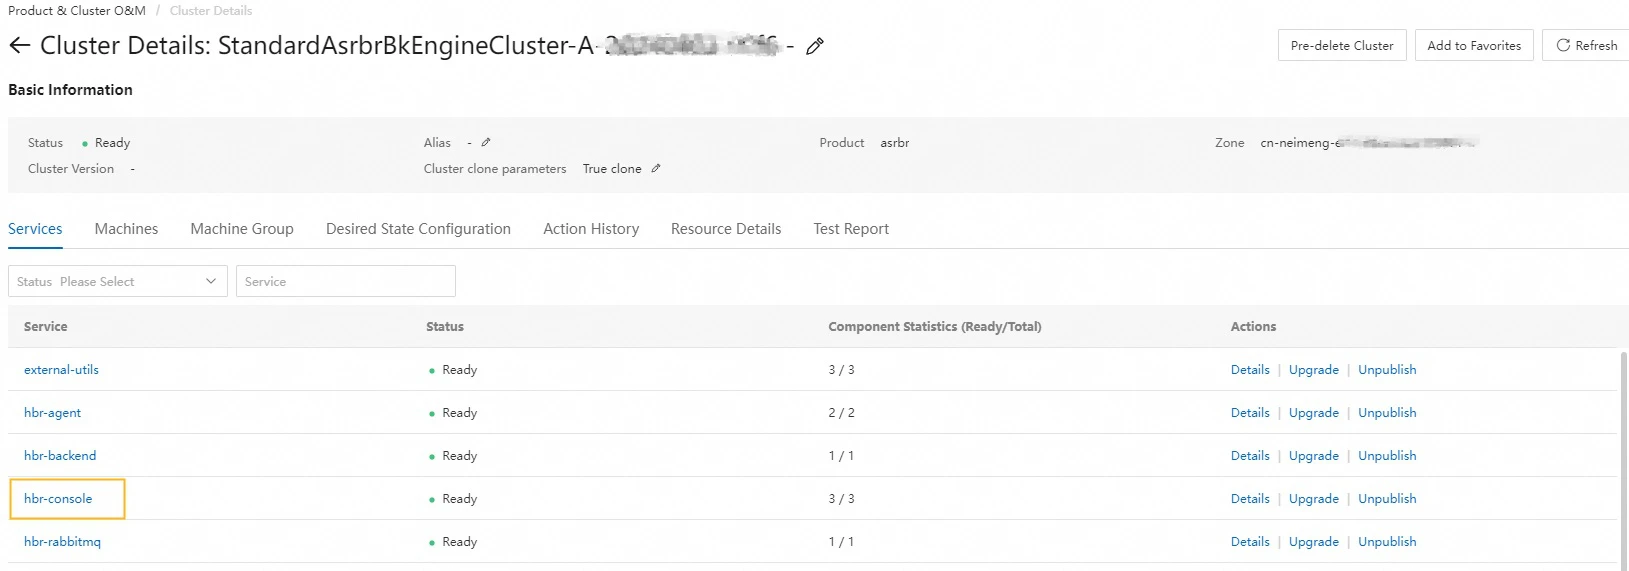 Product & Cluster O&M / Cluster Details
Cluster Details: StandardAsrbrBkEngineCluster-A- -
Pre-delete Cluster Add to Favorites Refresh
Basic Information
Status Ready Alias - Product asrbr Zone cn-neimeng-
Cluster Version - Cluster clone parameters True clone
Services Machines Machine Group Desired State Configuration Action History Resource Details Test Report
Status Please Select Service
Service Status Component Statistics (Ready/Total) Actions
external-utils Ready 3 / 3 Details | Upgrade | Unpublish
hbr-agent Ready 2 / 2 Details | Upgrade | Unpublish
hbr-backend Ready 1 / 1 Details | Upgrade | Unpublish
hbr-console Ready 3 / 3 Details | Upgrade | Unpublish
hbr-rabbitmq Ready 1 / 1 Details | Upgrade | Unpublish